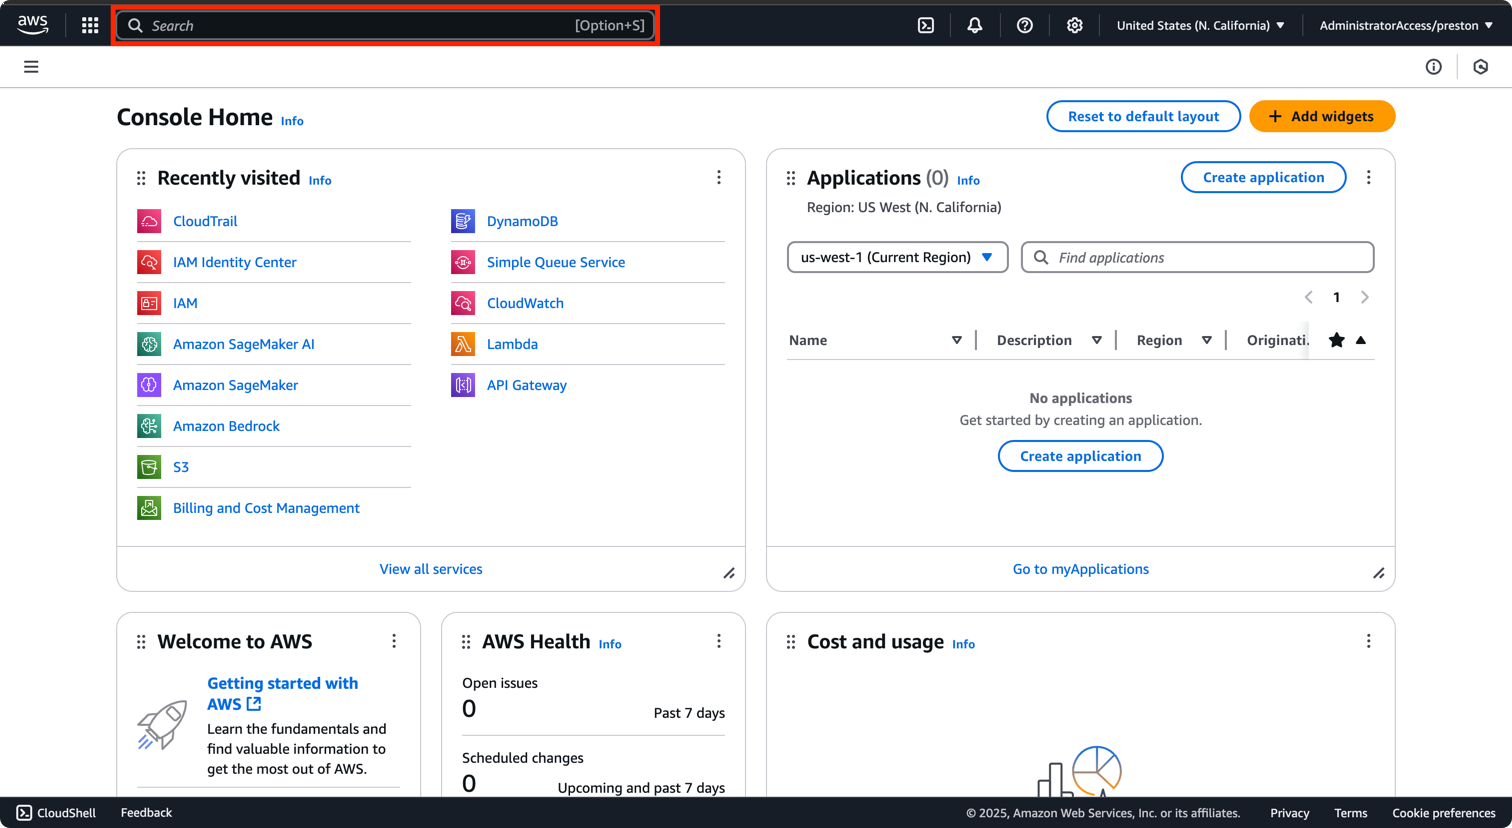 aws
Search [Option+S]
United States (N. California)
AdministratorAccess/preston
Console Home Info
Reset to default layout
Add widgets
Recently visited Info
CloudTrail
IAM Identity Center
IAM
Amazon SageMaker AI
Amazon SageMaker
Amazon Bedrock
S3
Billing and Cost Management
DynamoDB
Simple Queue Service
CloudWatch
Lambda
API Gateway
View all services
Applications (0) Info
Create application
Region: US West (N. California)
us-west-1 (Current Region)
Find applications
1
Name Description Region Originati.
No applications
Get started by creating an application.
Create application
Go to myApplications
Welcome to AWS
Getting started with
AWS
Learn the fundamentals and
find valuable information to
get the most out of AWS.
AWS Health Info
Open issues
0 Past 7 days
Scheduled changes
0 Upcoming and past 7 days
Cost and usage Info
CloudShell
Feedback
© 2025, Amazon Web Services, Inc. or its affiliates.
Privacy
Terms
Cookie preferences